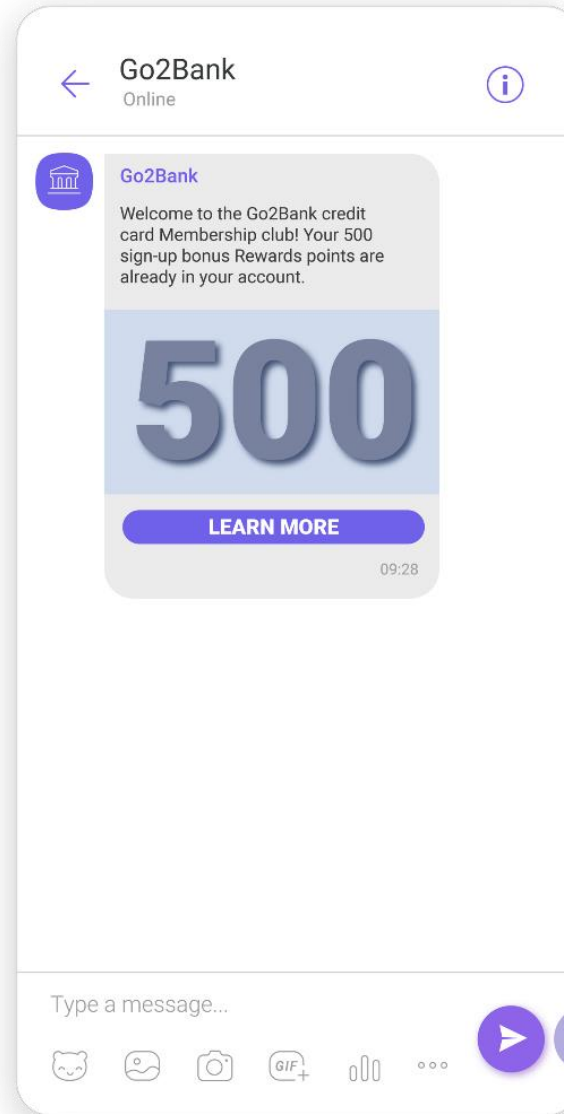 Go2Bank
Online
Go2Bank
Welcome to the Go2Bank credit
card Membership club! Your 500
sign-up bonus Rewards points are
already in your account.
500
LEARN MORE
09:28
Type a message...
GIF